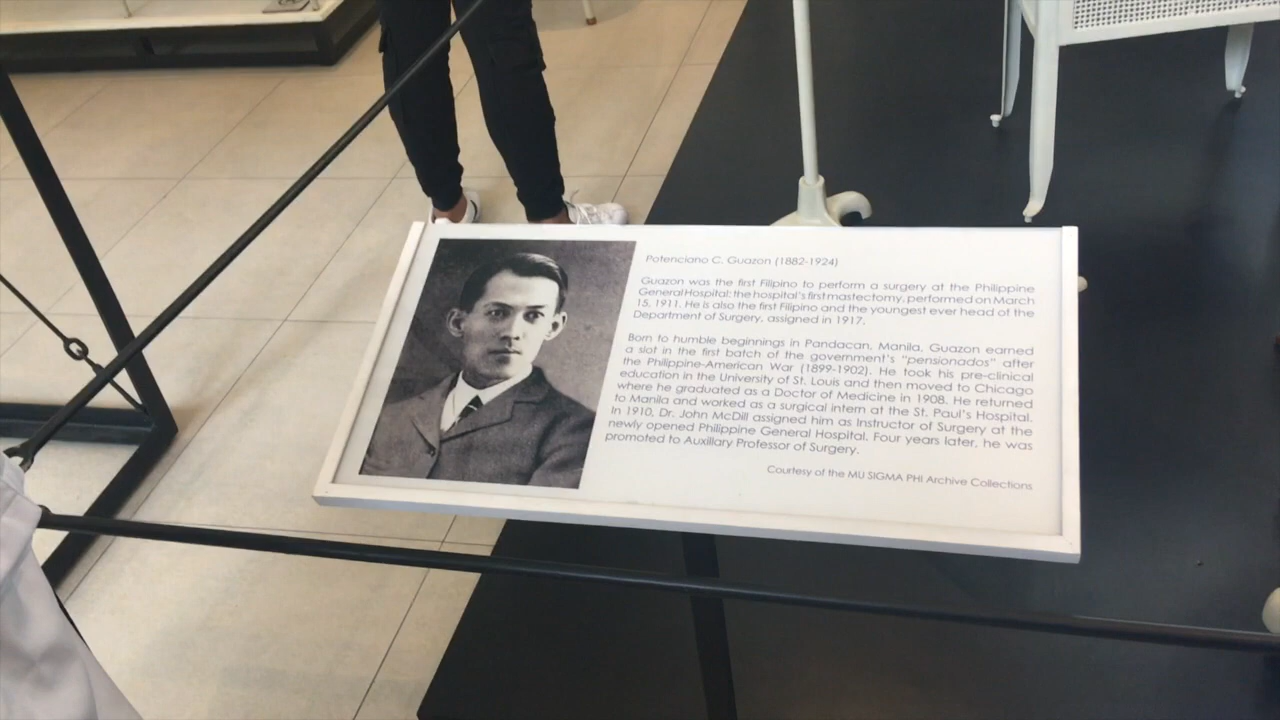 Potenciano C. Guazon (1882-1924)
Guazon was the first Filipino to perform a surgery at the Philippine
General Hospital: the hospital's first mastectomy, performed on March
15, 1911. He is also the first Filipino and the youngest ever head of the
Department of Surgery, assigned in 1917.
Born to humble beginnings in Pandacan, Manila, Guazon earned
a slot in the first batch of the government's "pensionados" after
the Philippine-American War (1899-1902). He took his pre-clinical
education in the University of St. Louis and then moved to Chicago
where he graduated as a Doctor of Medicine in 1908. He returned
to Manila and worked as a surgical intern at the St. Paul's Hospital.
In 1910, Dr. John McDill assigned him as Instructor of Surgery at the
newly opened Philippine General Hospital. Four years later, he was
promoted to Auxillary Professor of Surgery.
Courtesy of the MU SIGMA PHI Archive Collections